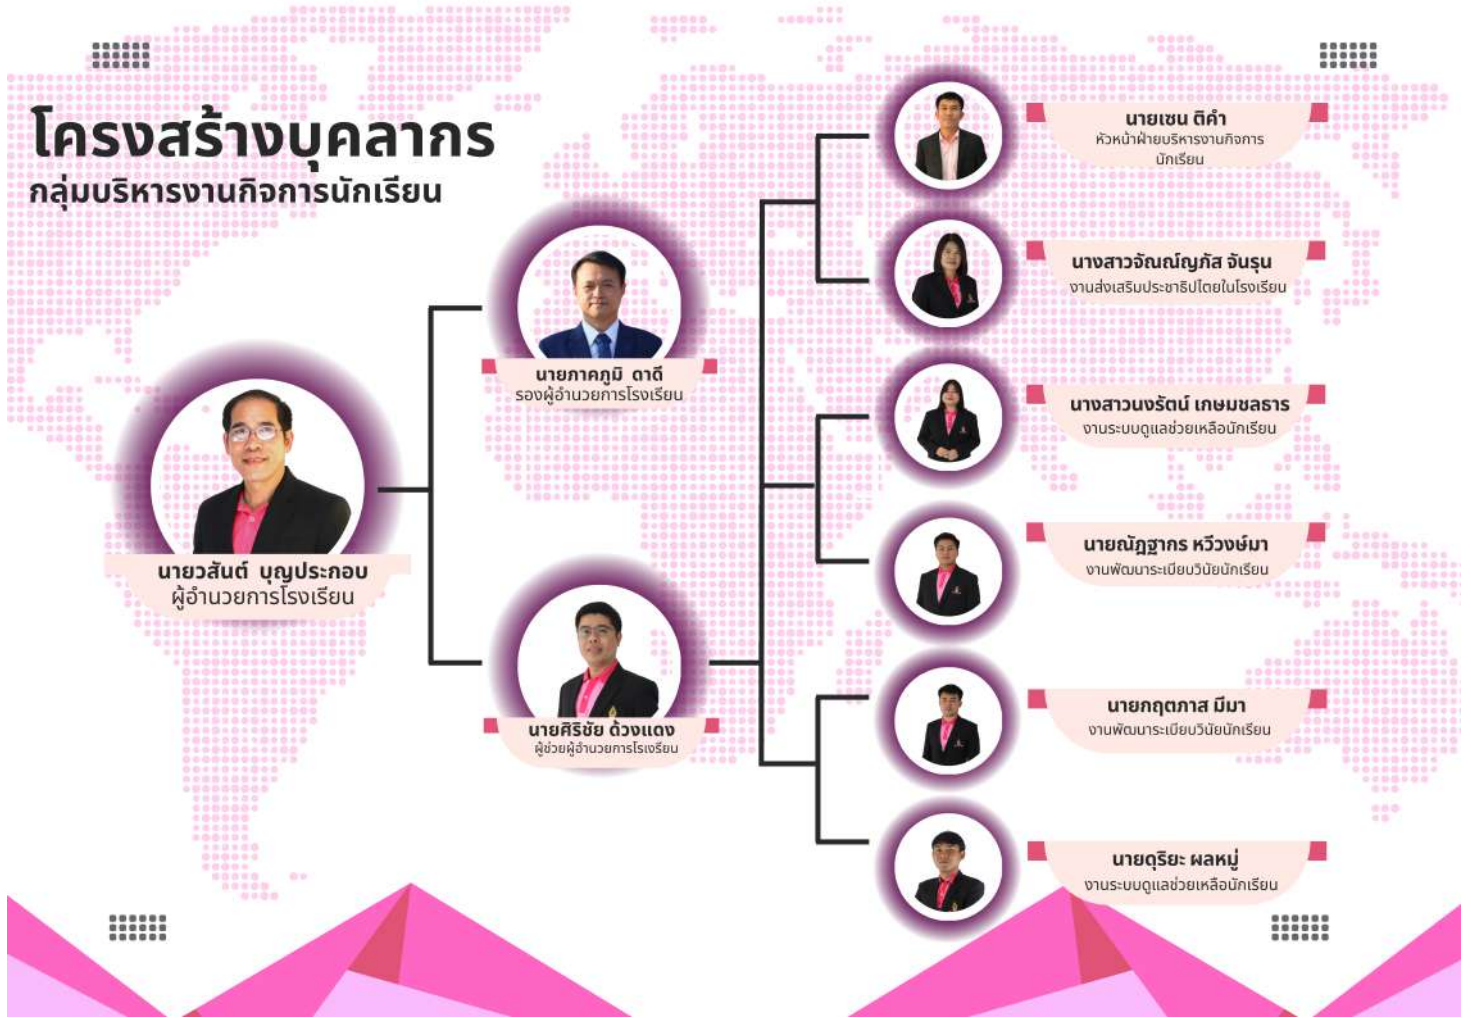 โครงสร้างบุคลากร
กลุ่มบริหารงานกิจการนักเรียน
นายวสันต์ บุญประกอบ
ผู้อำนวยการโรงเรียน
นายภาคภูมิ ดาดี
รองผู้อำนวยการโรงเรียน
นายศิริชัย ด้วงแดง
ผู้ช่วยผู้อำนวยการโรงเรียน
นายเซน ติคำ
หัวหน้าฝ่ายบริหารงานกิจการ
นักเรียน
นางสาวจัณณ์ญภัส จันรุน
งานส่งเสริมประชาธิปไตยในโรงเรียน
นางสาวนงรัตน์ เกษมชลธาร
งานระบบดูแลช่วยเหลือนักเรียน
นายณัฏฐากร หวีวงษ์มา
งานพัฒนาระเบียบวินัยนักเรียน
นายกฤตภาส มีมา
งานพัฒนาระเบียบวินัยนักเรียน
นายดุริยะ ผลหมู่
งานระบบดูแลช่วยเหลือนักเรียน